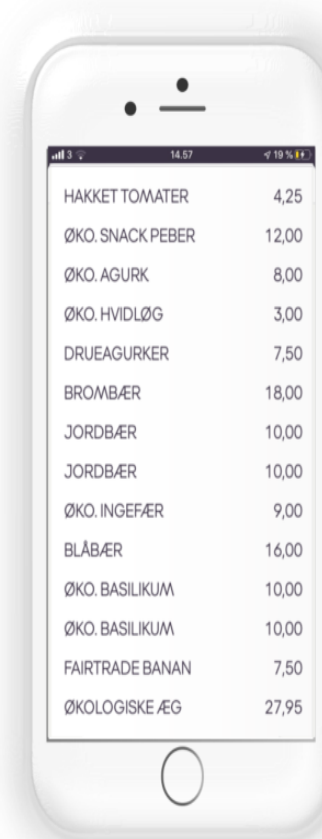 3 14.57 19 %
HAKKET TOMATER 4,25
ØKO. SNACK PEBER 12,00
ØKO. AGURK 8,00
ØKO. HVIDLØG 3,00
DRUEAGURKER 7,50
BROMBÆR 18,00
JORDBÆR 10,00
JORDBÆR 10,00
ØKO. INGEFÆR 9,00
BLÅBÆR 16,00
ØKO. BASILIKUM 10,00
ØKO. BASILIKUM 10,00
FAIRTRADE BANAN 7,50
ØKOLOGISKE ÆG 27,95